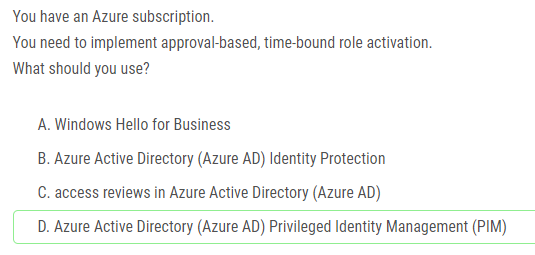 You have an Azure subscription.
You need to implement approval-based, time-bound role activation.
What should you use?
A. Windows Hello for Business
B. Azure Active Directory (Azure AD) Identity Protection
C. access reviews in Azure Active Directory (Azure AD)
D. Azure Active Directory (Azure AD) Privileged Identity Management (PIM)